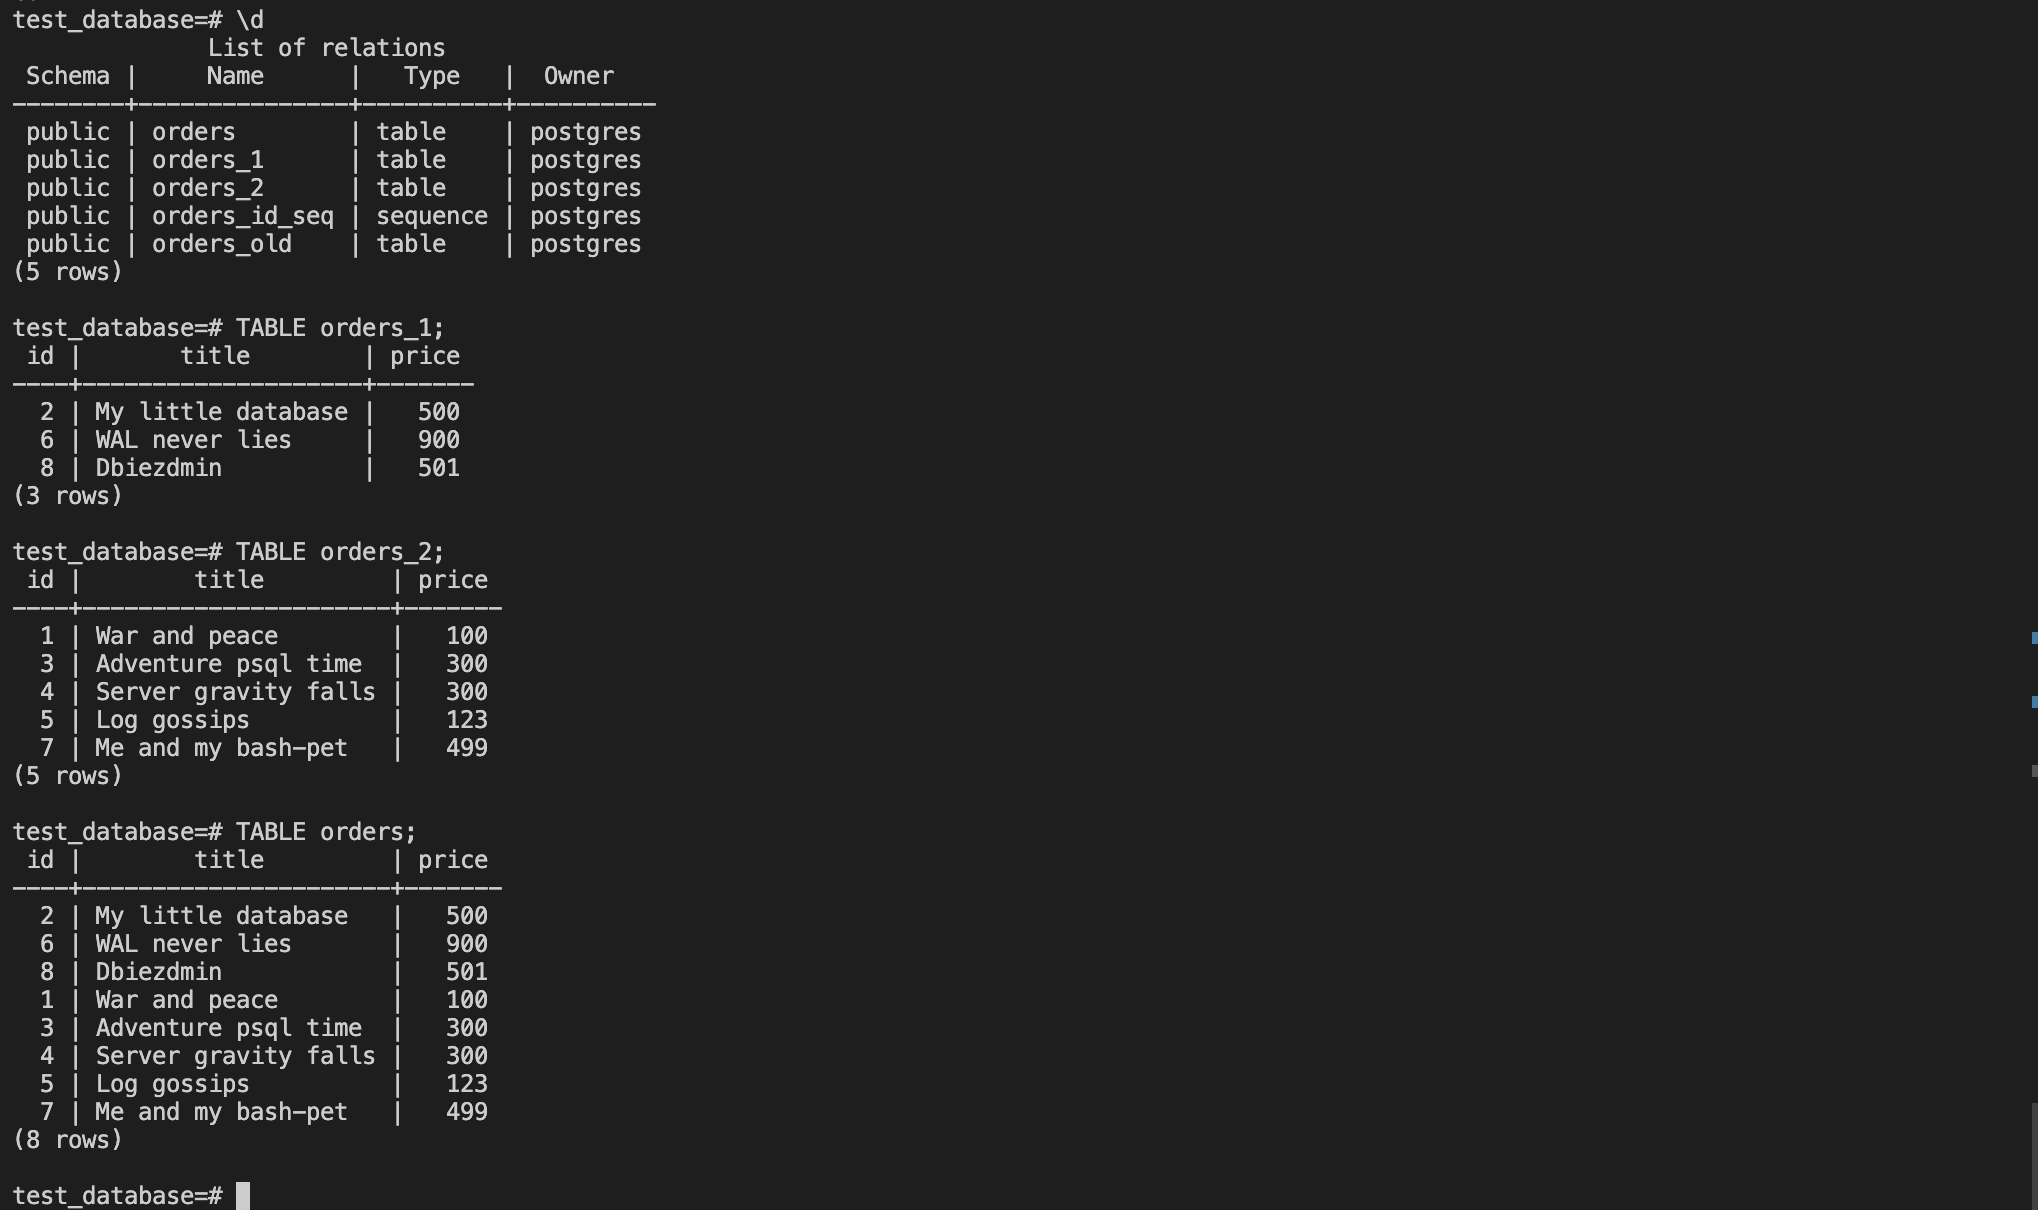 test_database=# \d
             List of relations
 Schema |     Name      |   Type   |  Owner
--------+---------------+----------+----------
 public | orders        | table    | postgres
 public | orders_1      | table    | postgres
 public | orders_2      | table    | postgres
 public | orders_id_seq | sequence | postgres
 public | orders_old    | table    | postgres
(5 rows)

test_database=# TABLE orders_1;
 id |       title        | price
----+--------------------+-------
  2 | My little database |   500
  6 | WAL never lies     |   900
  8 | Dbiezdmin          |   501
(3 rows)

test_database=# TABLE orders_2;
 id |        title         | price
----+----------------------+-------
  1 | War and peace        |   100
  3 | Adventure psql time  |   300
  4 | Server gravity falls |   300
  5 | Log gossips          |   123
  7 | Me and my bash-pet   |   499
(5 rows)

test_database=# TABLE orders;
 id |        title         | price
----+----------------------+-------
  2 | My little database   |   500
  6 | WAL never lies       |   900
  8 | Dbiezdmin            |   501
  1 | War and peace        |   100
  3 | Adventure psql time  |   300
  4 | Server gravity falls |   300
  5 | Log gossips          |   123
  7 | Me and my bash-pet   |   499
(8 rows)

test_database=#